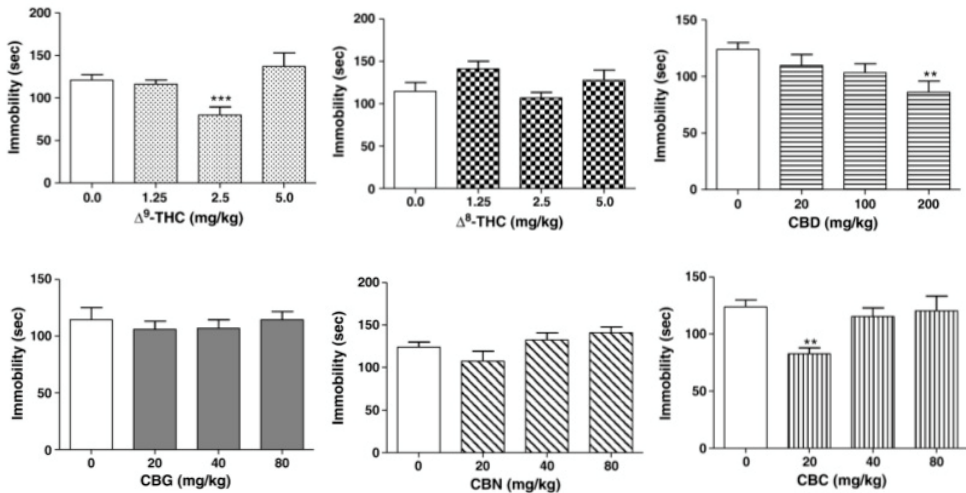 Immobility (sec)
200
150
100
50
0
***
0.0 1.25 2.5 5.0
Δ⁹-THC (mg/kg)
Immobility (sec)
200
150
100
50
0
0.0 1.25 2.5 5.0
Δ⁸-THC (mg/kg)
Immobility (sec)
150
100
50
0
**
0 20 100 200
CBD (mg/kg)
Immobility (sec)
150
100
50
0
0 20 40 80
CBG (mg/kg)
Immobility (sec)
200
150
100
50
0
0 20 40 80
CBN (mg/kg)
Immobility (sec)
150
100
50
0
**
0 20 40 80
CBC (mg/kg)